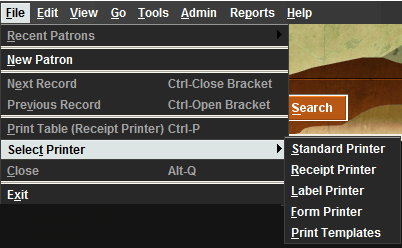 File Edit View Go Tools Admin Reports Help
Recent Patrons
New Patron
Next Record Ctrl-Close Bracket
Previous Record Ctrl-Open Bracket
Print Table (Receipt Printer) Ctrl-P
Select Printer
Close Alt-Q
Exit
Search
Standard Printer
Receipt Printer
Label Printer
Form Printer
Print Templates